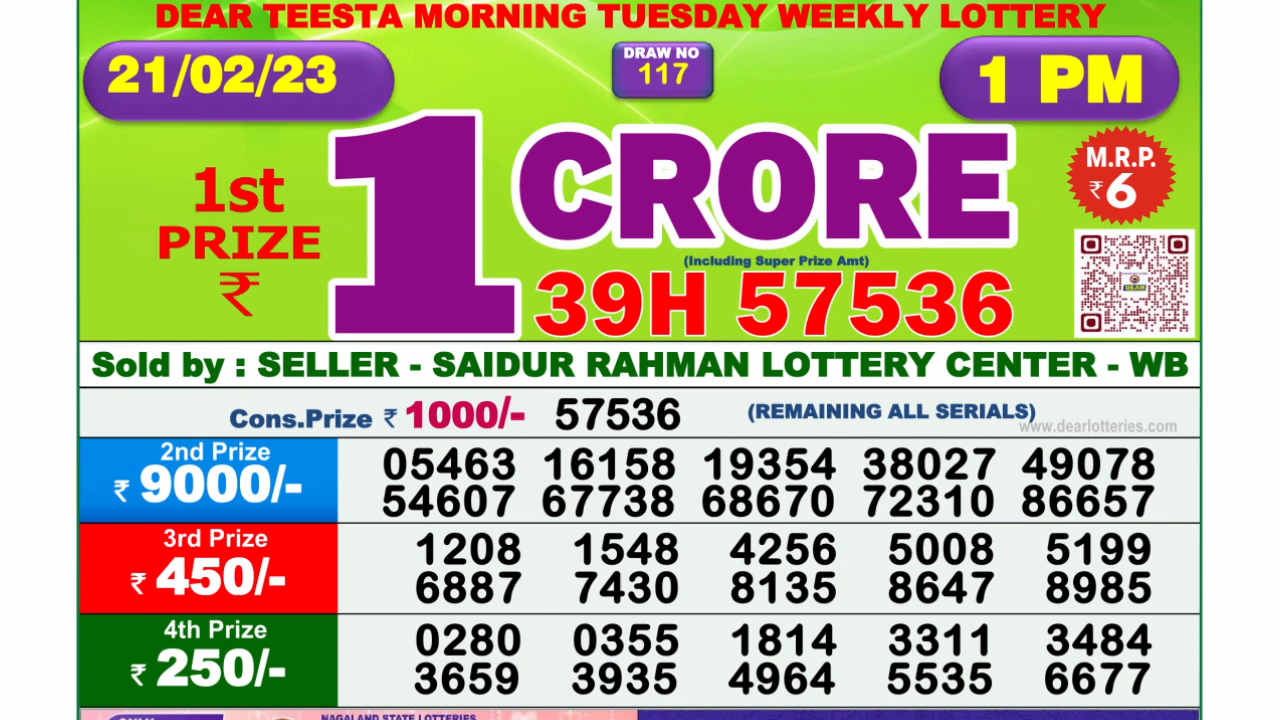 DEAR TEESTA MORNING TUESDAY WEEKLY LOTTERY
21/02/23
DRAW NO
117
1 PM
1st
PRIZE
₹
1 CRORE
(Including Super Prize Amt)
39H 57536
M.R.P.
₹6
DEAR
Sold by : SELLER - SAIDUR RAHMAN LOTTERY CENTER - WB
Cons.Prize ₹ 1000/- 57536 (REMAINING ALL SERIALS)
www.dearlotteries.com
2nd Prize
₹ 9000/-
05463 16158 19354 38027 49078
54607 67738 68670 72310 86657
3rd Prize
₹ 450/-
1208 1548 4256 5008 5199
6887 7430 8135 8647 8985
4th Prize
₹ 250/-
0280 0355 1814 3311 3484
3659 3935 4964 5535 6677
NAGALAND STATE LOTTERIES